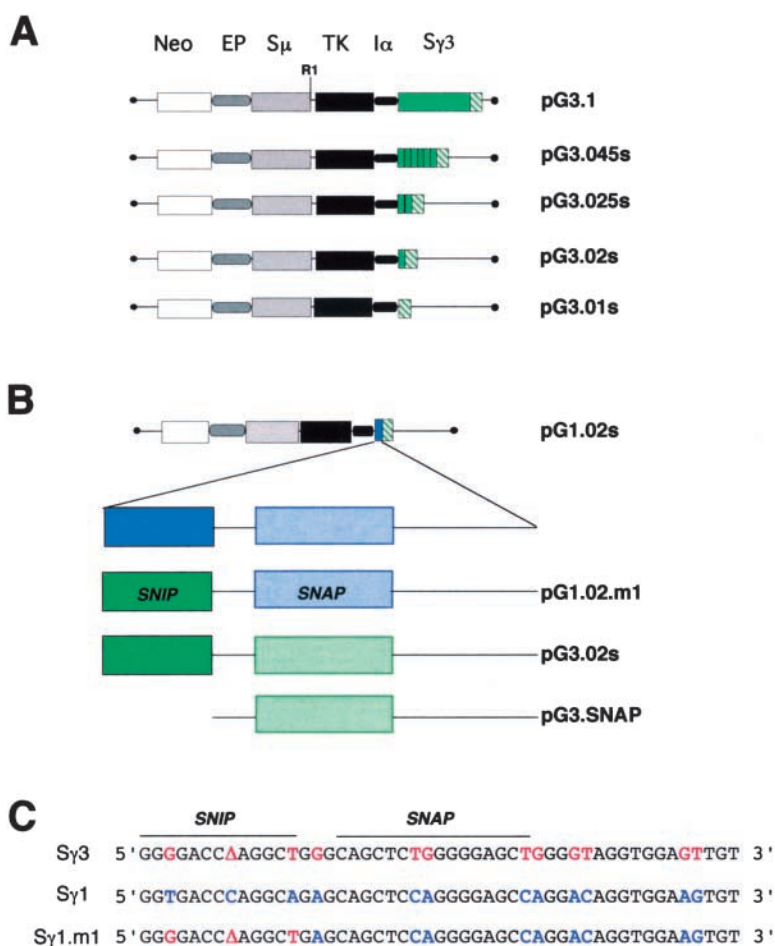 A
Neo EP Sμ TK Iα Sγ3
R1
pG3.1
pG3.045s
pG3.025s
pG3.02s
pG3.01s
B
pG1.02s
SNIP SNAP pG1.02.m1
pG3.02s
pG3.SNAP
C
SNIP SNAP
Sγ3 5'GGGGACCΔAGGCTGGGCAGCTCTGGGGGAGCTGGGGTAGGTGGAGTTGT 3'
Sγ1 5'GGTGACCCAGGCAGAGCAGCTCCAGGGGAGCCAGGACAGGTGGAAGTGT 3'
Sγ1.m1 5'GGGGACCΔAGGCTGAGCAGCTCCAGGGGAGCCAGGACAGGTGGAAGTGT 3'